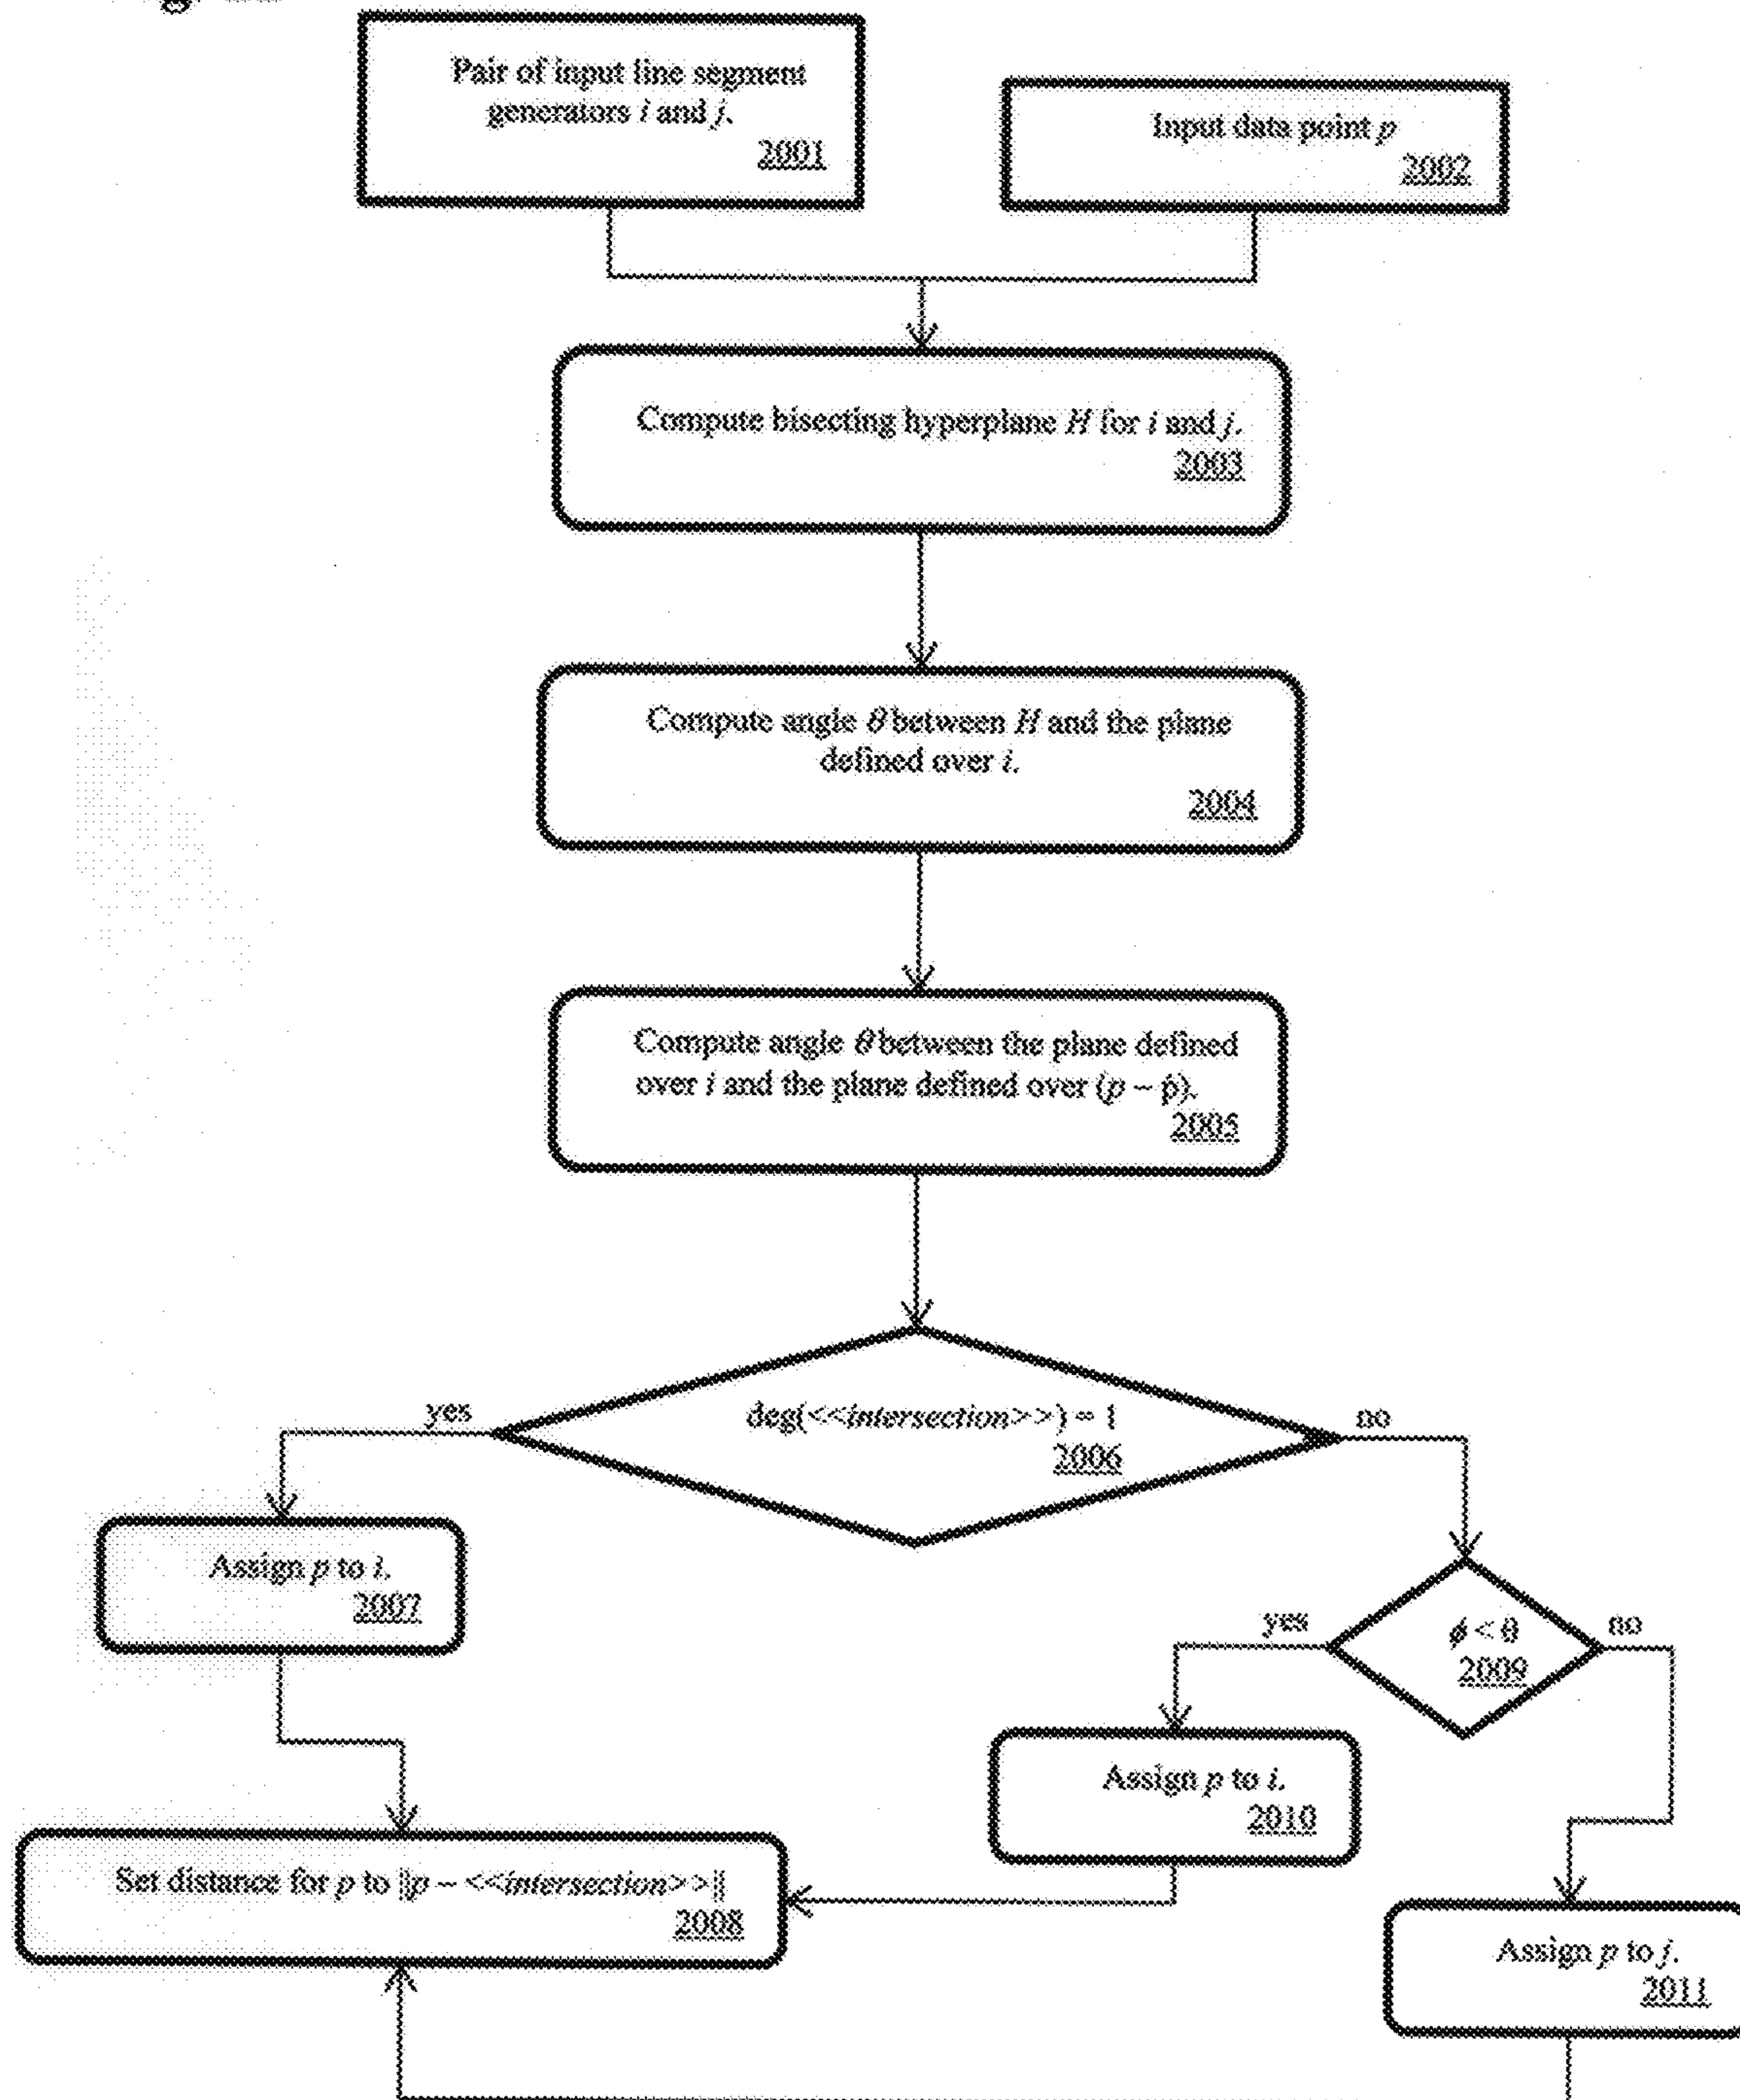 Pair of input line segment
generators i and j.
2001
Input data point p
2002
Compute bisecting hyperplane H for i and j.
2003
Compute angle θ between H and the plane
defined over i.
2004
Compute angle θ between the plane defined
over i and the plane defined over (p – ṗ).
2005
deg(<<intersection>>) = 1
2006
yes
no
Assign p to i.
2007
ϕ < θ
2009
yes
no
Assign p to i.
2010
Set distance for p to ||p – <<intersection>>||
2008
Assign p to j.
2011